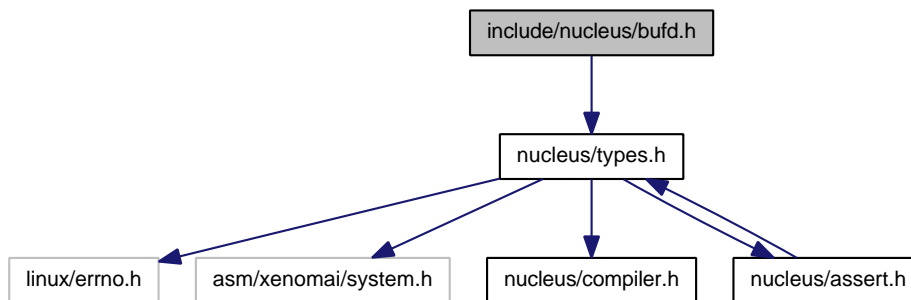 include/nucleus/bufd.h
nucleus/types.h
linux/errno.h
asm/xenomai/system.h
nucleus/compiler.h
nucleus/assert.h